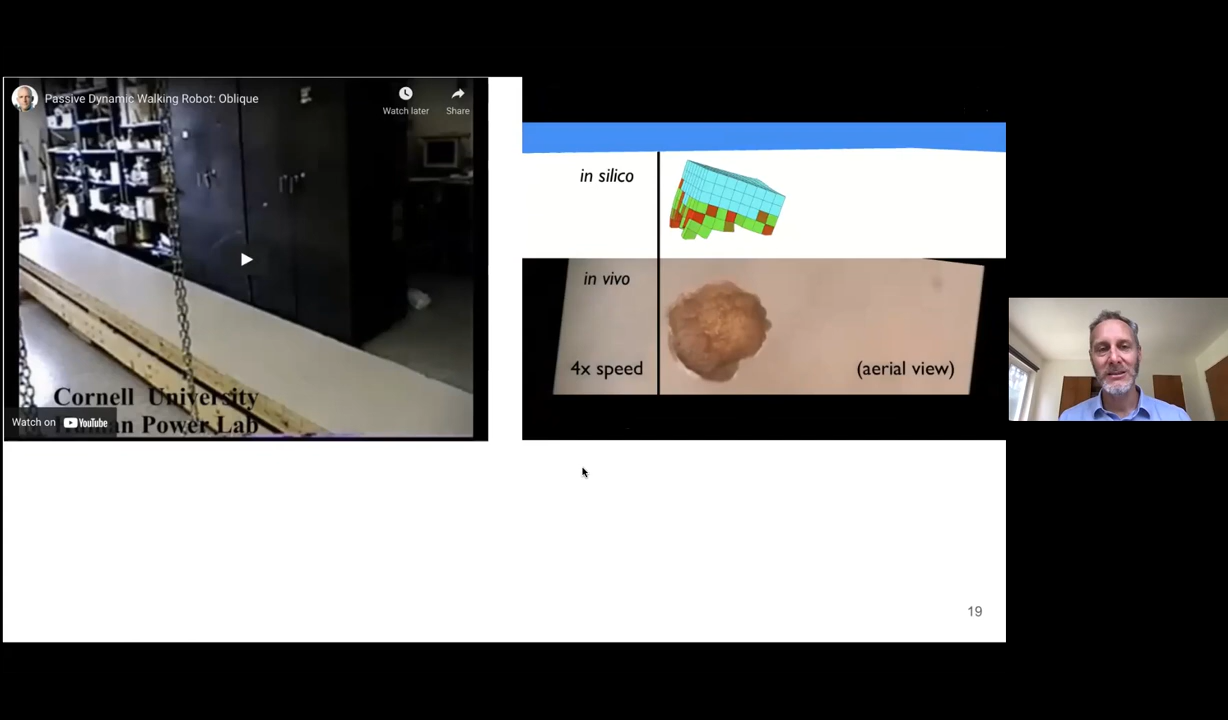 Passive Dynamic Walking Robot: Oblique
Watch later
Share
Cornell University
Human Power Lab
Watch on YouTube
in silico
in vivo
4x speed
(aerial view)
19